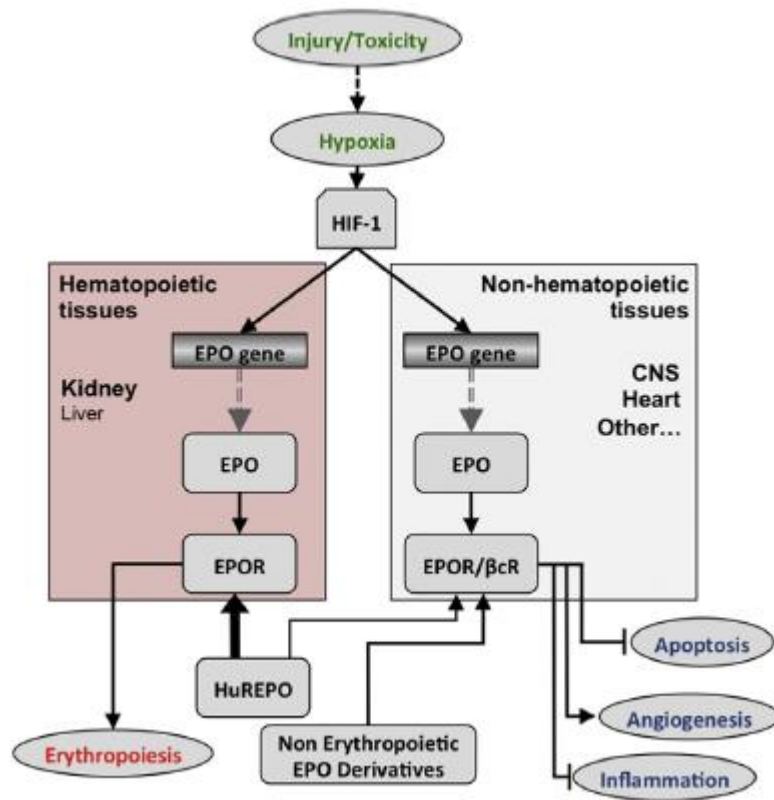 Injury/Toxicity
Hypoxia
HIF-1
Hematopoietic
tissues
Non-hematopoietic
tissues
EPO gene
EPO gene
Kidney
Liver
CNS
Heart
Other...
EPO
EPO
EPOR
EPOR/βcR
Apoptosis
HuREPO
Angiogenesis
Erythropoiesis
Non Erythropoietic
EPO Derivatives
Inflammation